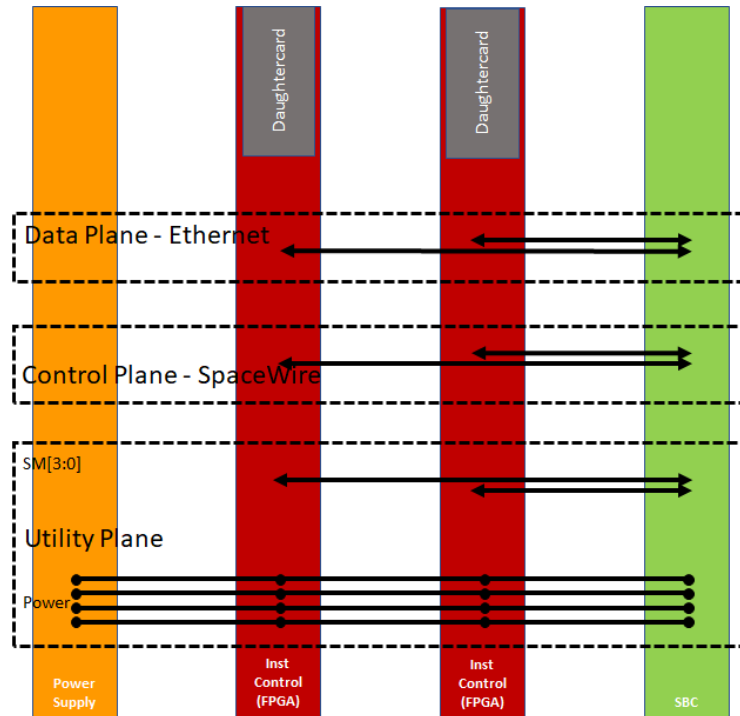 Daughtercard
Daughtercard
Data Plane - Ethernet
Control Plane - SpaceWire
SM[3:0]
Utility Plane
Power
Power
Supply
Inst
Control
(FPGA)
Inst
Control
(FPGA)
SBC